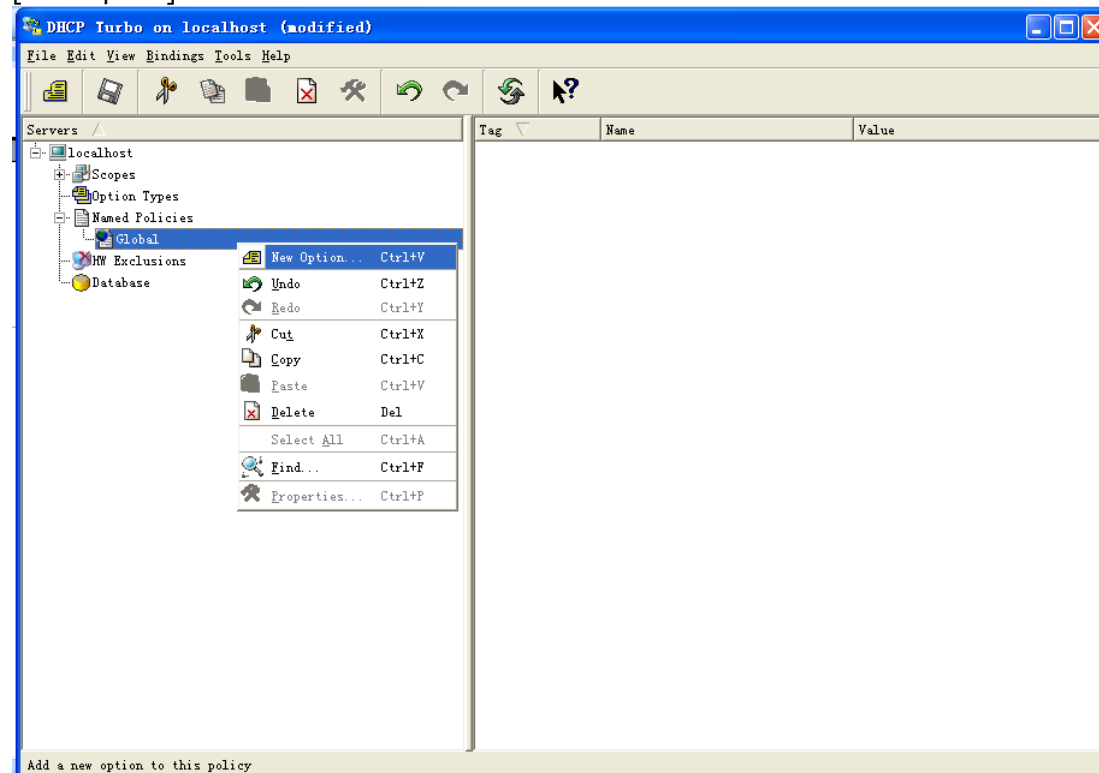 DHCP Turbo on localhost (modified)
File Edit View Bindings Tools Help
Servers
Tag Name Value
localhost
Scopes
Option Types
Named Policies
Global
HW Exclusions
Database
New Option... Ctrl+V
Undo Ctrl+Z
Redo Ctrl+Y
Cut Ctrl+X
Copy Ctrl+C
Paste Ctrl+V
Delete Del
Select All Ctrl+A
Find... Ctrl+F
Properties... Ctrl+P
Add a new option to this policy